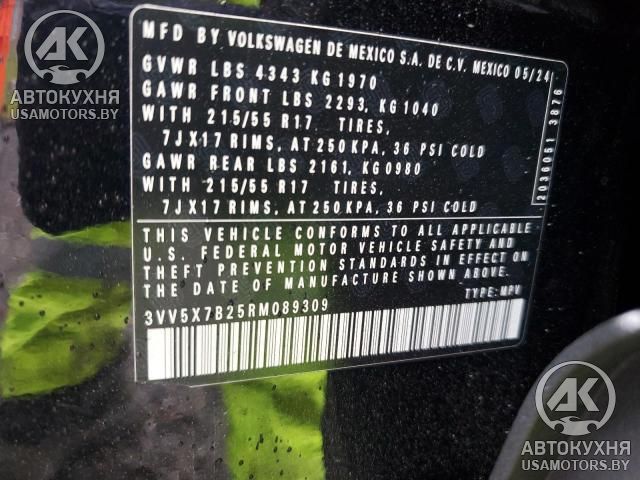 MFD BY VOLKSWAGEN DE MEXICO S.A. DE C.V. MEXICO 05/24
GVWR LBS 4343 KG 1970
GAWR FRONT LBS 2293, KG 1040
WITH 215/55 R17 TIRES,
7JX17 RIMS, AT 250 KPA, 36 PSI COLD
GAWR REAR LBS 2161, KG 0980
WITH 215/55 R17 TIRES,
7JX17 RIMS, AT 250 KPA, 36 PSI COLD
THIS VEHICLE CONFORMS TO ALL APPLICABLE
U.S. FEDERAL MOTOR VEHICLE SAFETY AND
THEFT PREVENTION STANDARDS IN EFFECT ON
THE DATE OF MANUFACTURE SHOWN ABOVE.
TYPE: MPV
3VV5X7B25RM089309
2036051 3876
АК
АВТОКУХНЯ
USAMOTORS.BY
АК
АВТОКУХНЯ
USAMOTORS.BY